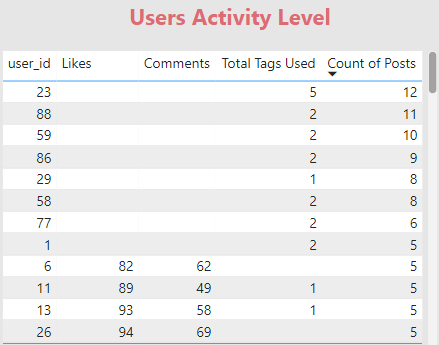 Users Activity Level
user_id Likes Comments Total Tags Used Count of Posts
23 5 12
88 2 11
59 2 10
86 2 9
29 1 8
58 2 8
77 2 6
1 2 5
6 82 62 5
11 89 49 1 5
13 93 58 1 5
26 94 69 5